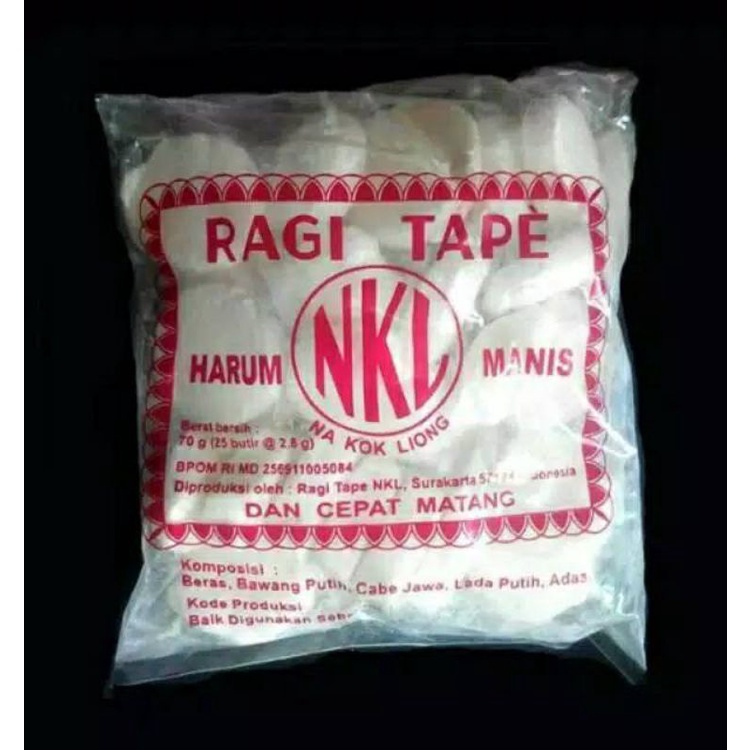 RAGI TAPÈ
HARUM NKL MANIS
NA KOK LIONG
Berat bersih :
70 g (25 butir @ 2,8 g)
BPOM RI MD 256911005084
Diproduksi oleh : Ragi Tape NKL, Surakarta
DAN CEPAT MATANG
Komposisi :
Beras, Bawang Putih, Cabe Jawa, Lada Putih, Adas
Kode Produksi
Baik Digunakan